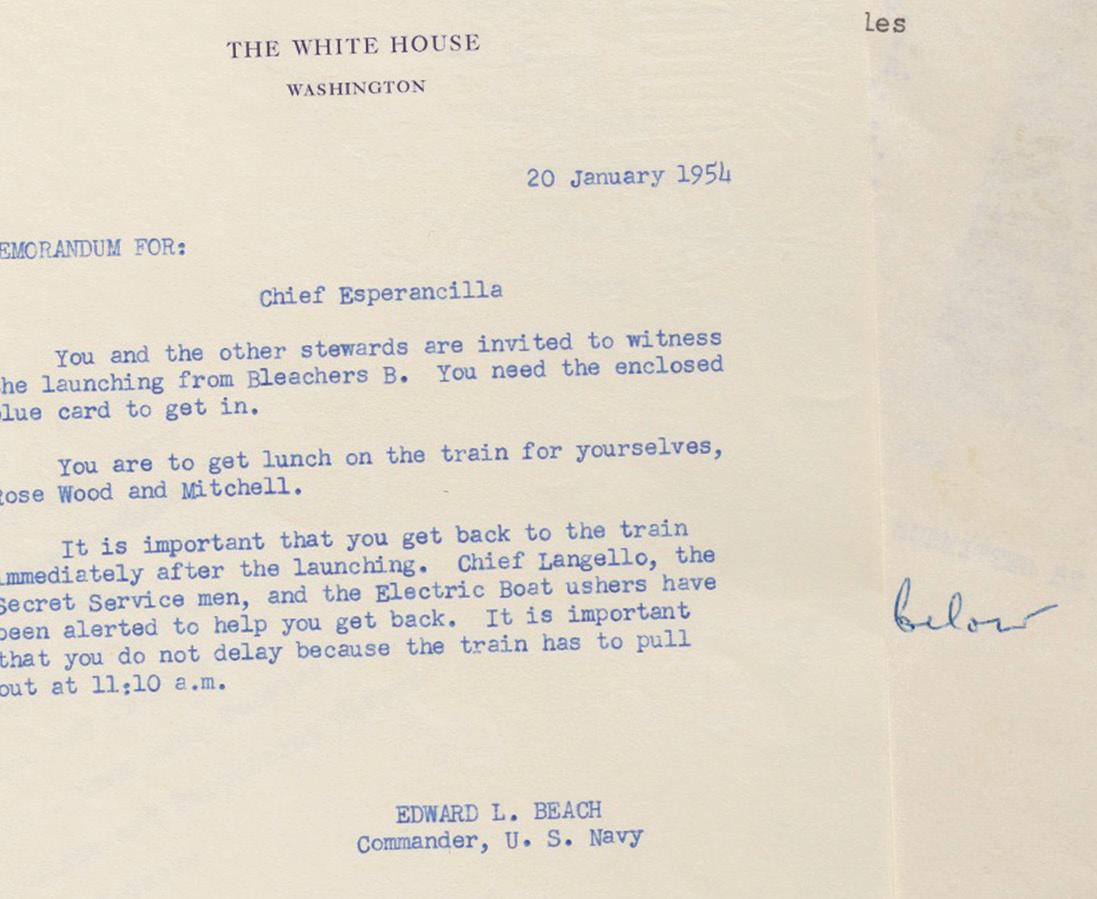 les
THE WHITE HOUSE
WASHINGTON
20 January 1954
EMORANDUM FOR:
Chief Esperancilla
You and the other stewards are invited to witness
he launching from Bleachers B. You need the enclosed
lue card to get in.
You are to get lunch on the train for yourselves,
Rose Wood and Mitchell.
It is important that you get back to the train
immediately after the launching. Chief Langello, the
Secret Service men, and the Electric Boat ushers have
been alerted to help you get back. It is important
that you do not delay because the train has to pull
out at 11:10 a.m.
below
EDWARD L. BEACH
Commander, U. S. Navy